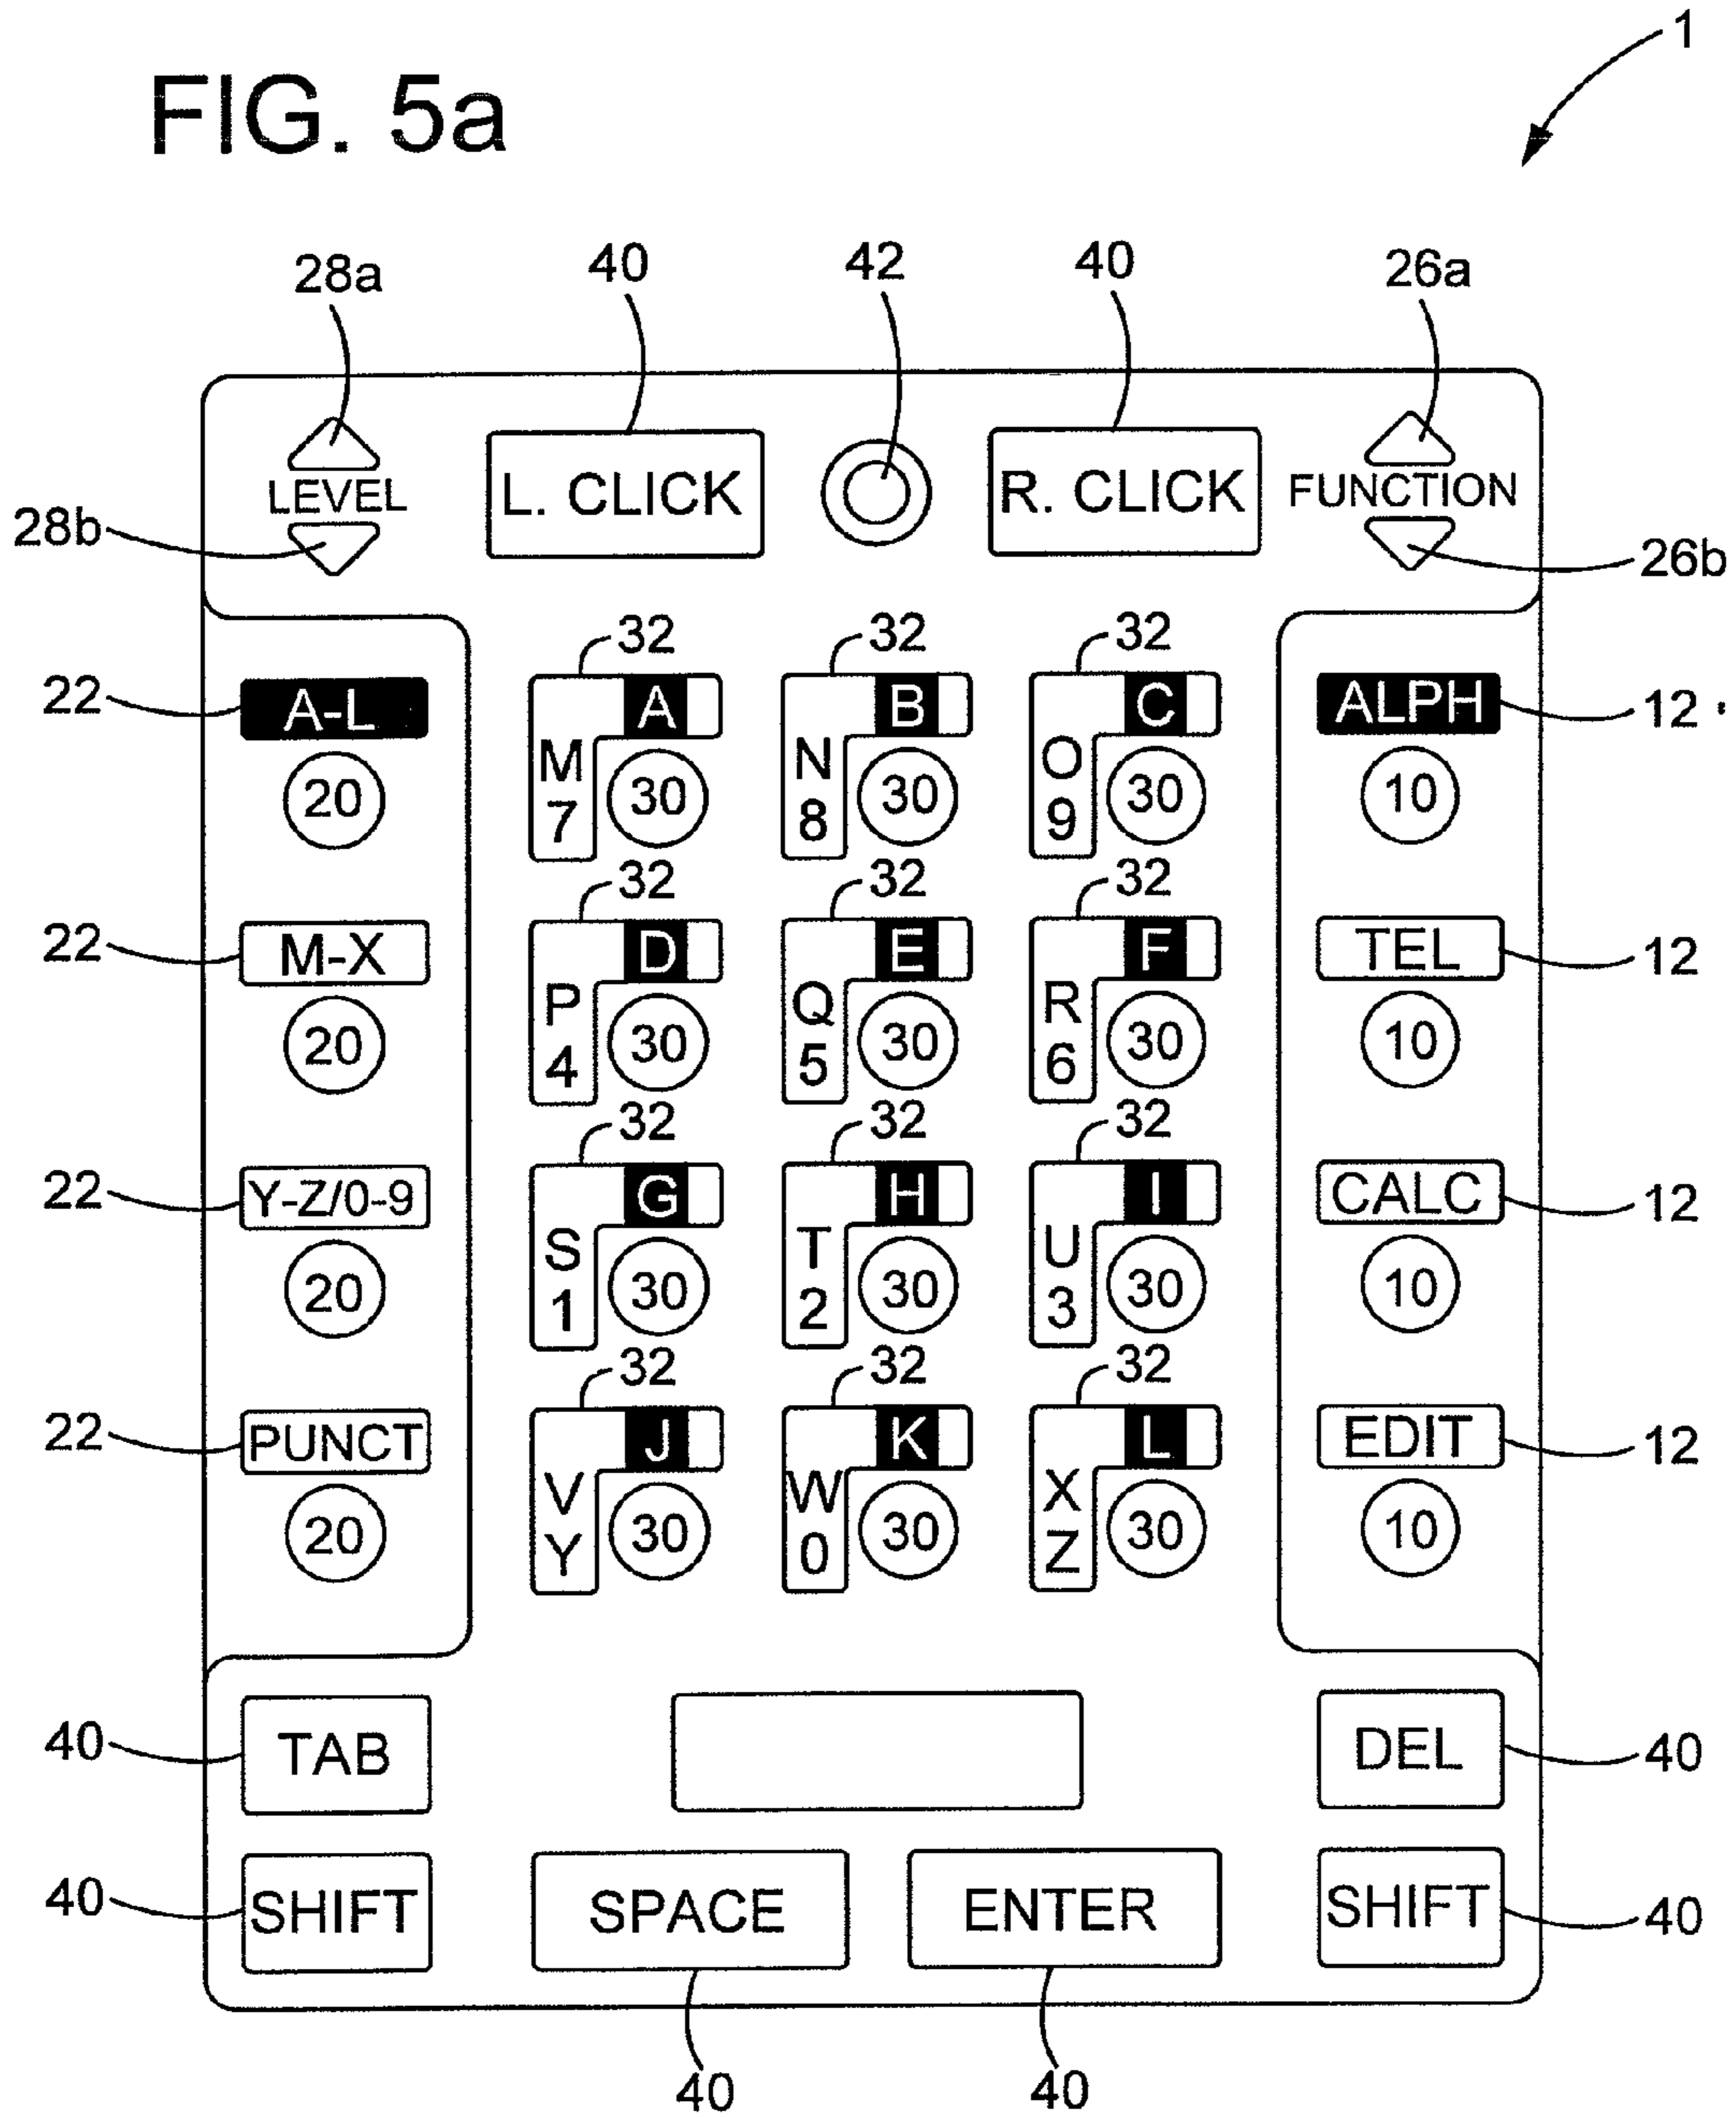 1
FIG. 5a
28a 40 42 40 26a
LEVEL L. CLICK R. CLICK FUNCTION
28b 26b
32 32 32
22 A-L A B C ALPH 12
M N O
20 7 30 8 30 9 30 10
32 32 32
22 M-X D E F TEL 12
P Q R
20 4 30 5 30 6 30 10
32 32 32
22 Y-Z/0-9 G H I CALC 12
S T U
20 1 30 2 30 3 30 10
32 32 32
22 PUNCT J K L EDIT 12
V W X
20 Y 30 0 30 Z 30 10
40 TAB DEL 40
40 SHIFT SPACE ENTER SHIFT 40
40 40